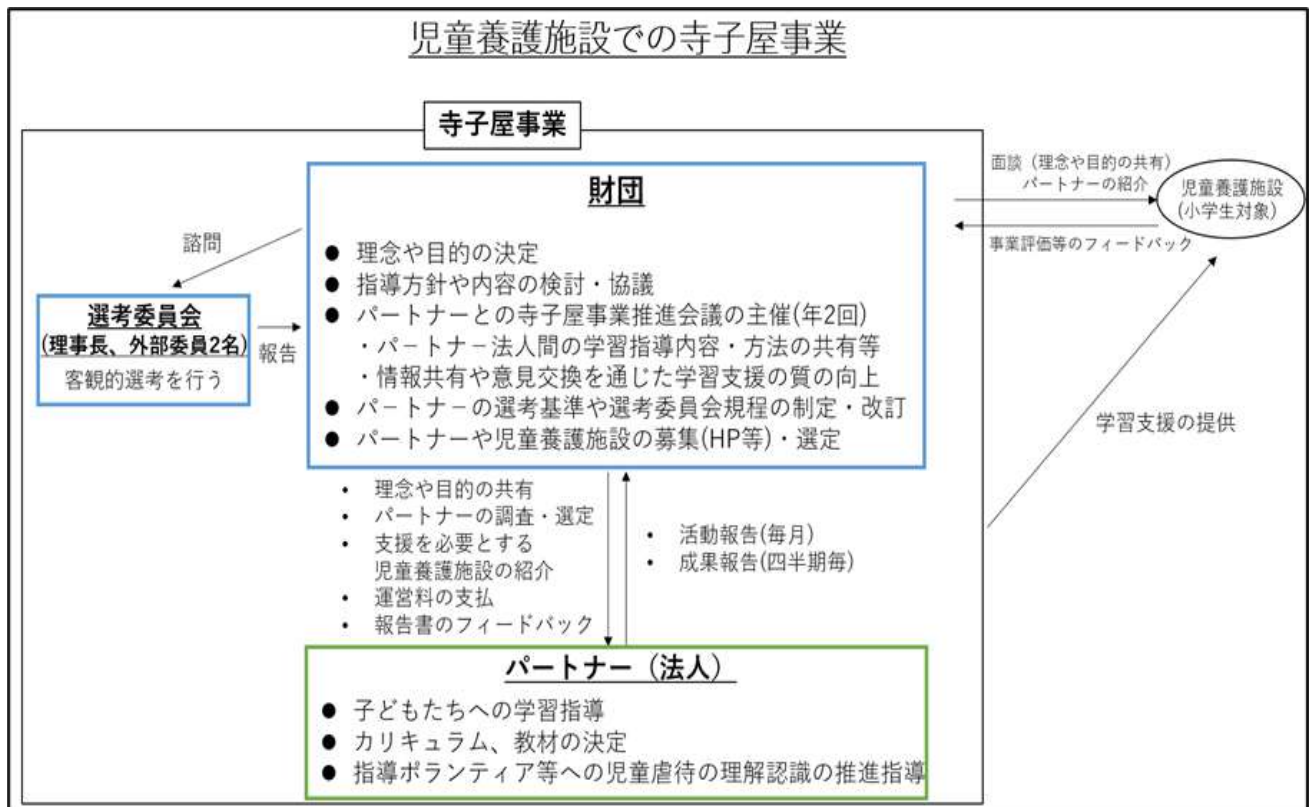 児童養護施設での寺子屋事業
寺子屋事業
財団
● 理念や目的の決定
● 指導方針や内容の検討・協議
● パートナーとの寺子屋事業推進会議の主催(年2回)
・パートナー法人間の学習指導内容・方法の共有等
・情報共有や意見交換を通じた学習支援の質の向上
● パートナーの選考基準や選考委員会規程の制定・改訂
● パートナーや児童養護施設の募集(HP等)・選定
諮問
選考委員会
(理事長、外部委員2名)
客観的選考を行う
報告
面談（理念や目的の共有）
パートナーの紹介
児童養護施設
(小学生対象)
事業評価等のフィードバック
学習支援の提供
• 理念や目的の共有
• パートナーの調査・選定
• 支援を必要とする
児童養護施設の紹介
• 運営料の支払
• 報告書のフィードバック
• 活動報告(毎月)
• 成果報告(四半期毎)
パートナー（法人）
● 子どもたちへの学習指導
● カリキュラム、教材の決定
● 指導ボランティア等への児童虐待の理解認識の推進指導